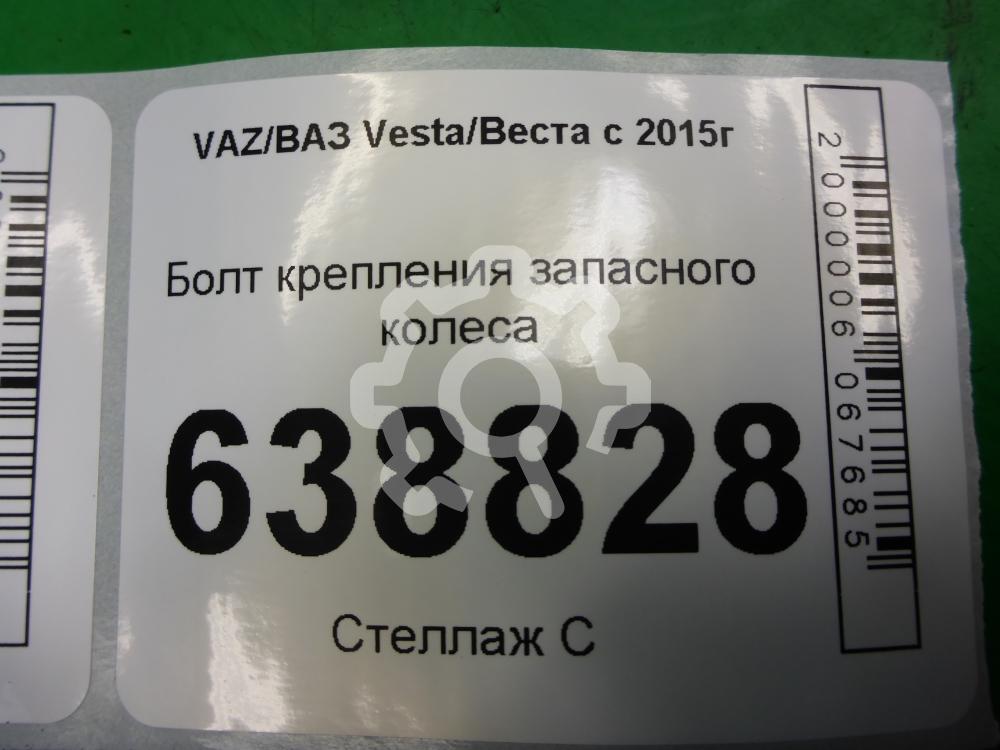 VAZ/ВАЗ Vesta/Веста с 2015г
Болт крепления запасного
колеса
638828
Стеллаж С
2000006067685